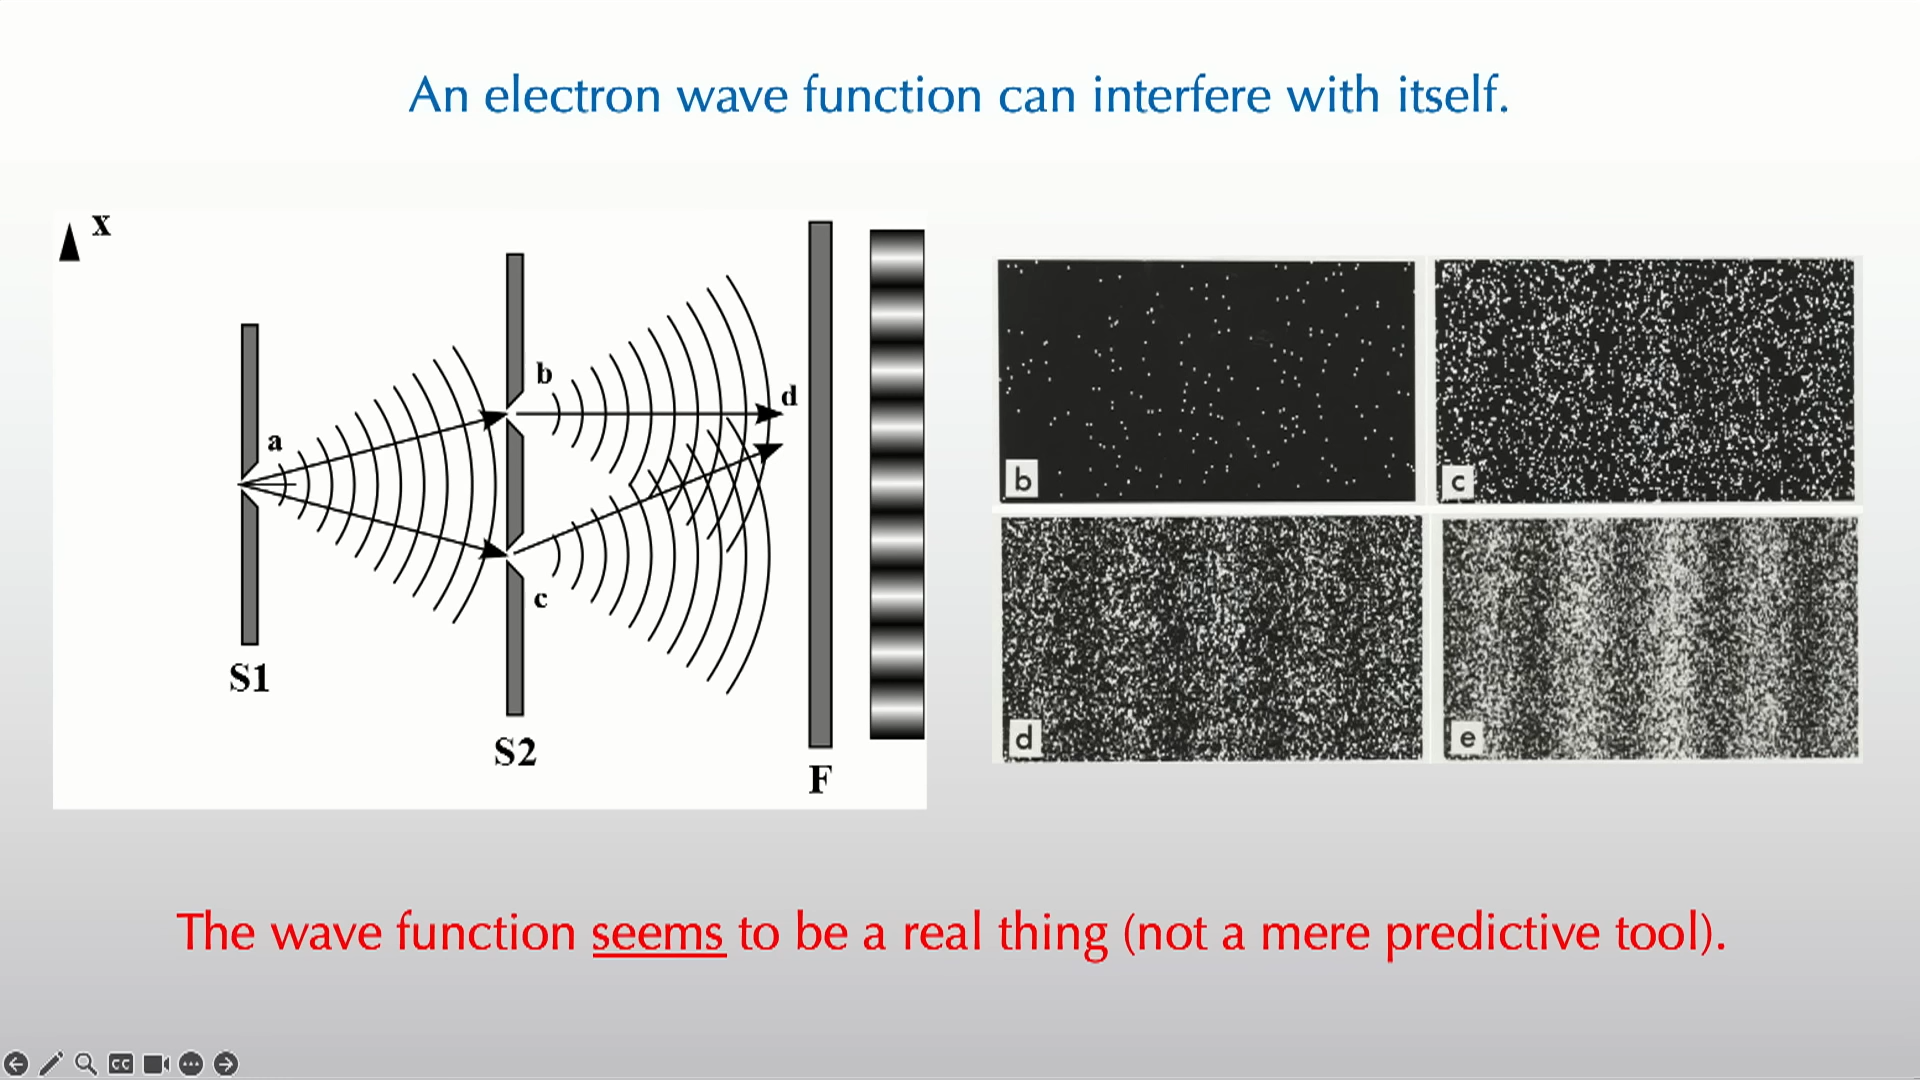 An electron wave function can interfere with itself.
x
a
b
c
d
S1
S2
F
b
c
d
e
The wave function seems to be a real thing (not a mere predictive tool).
CC